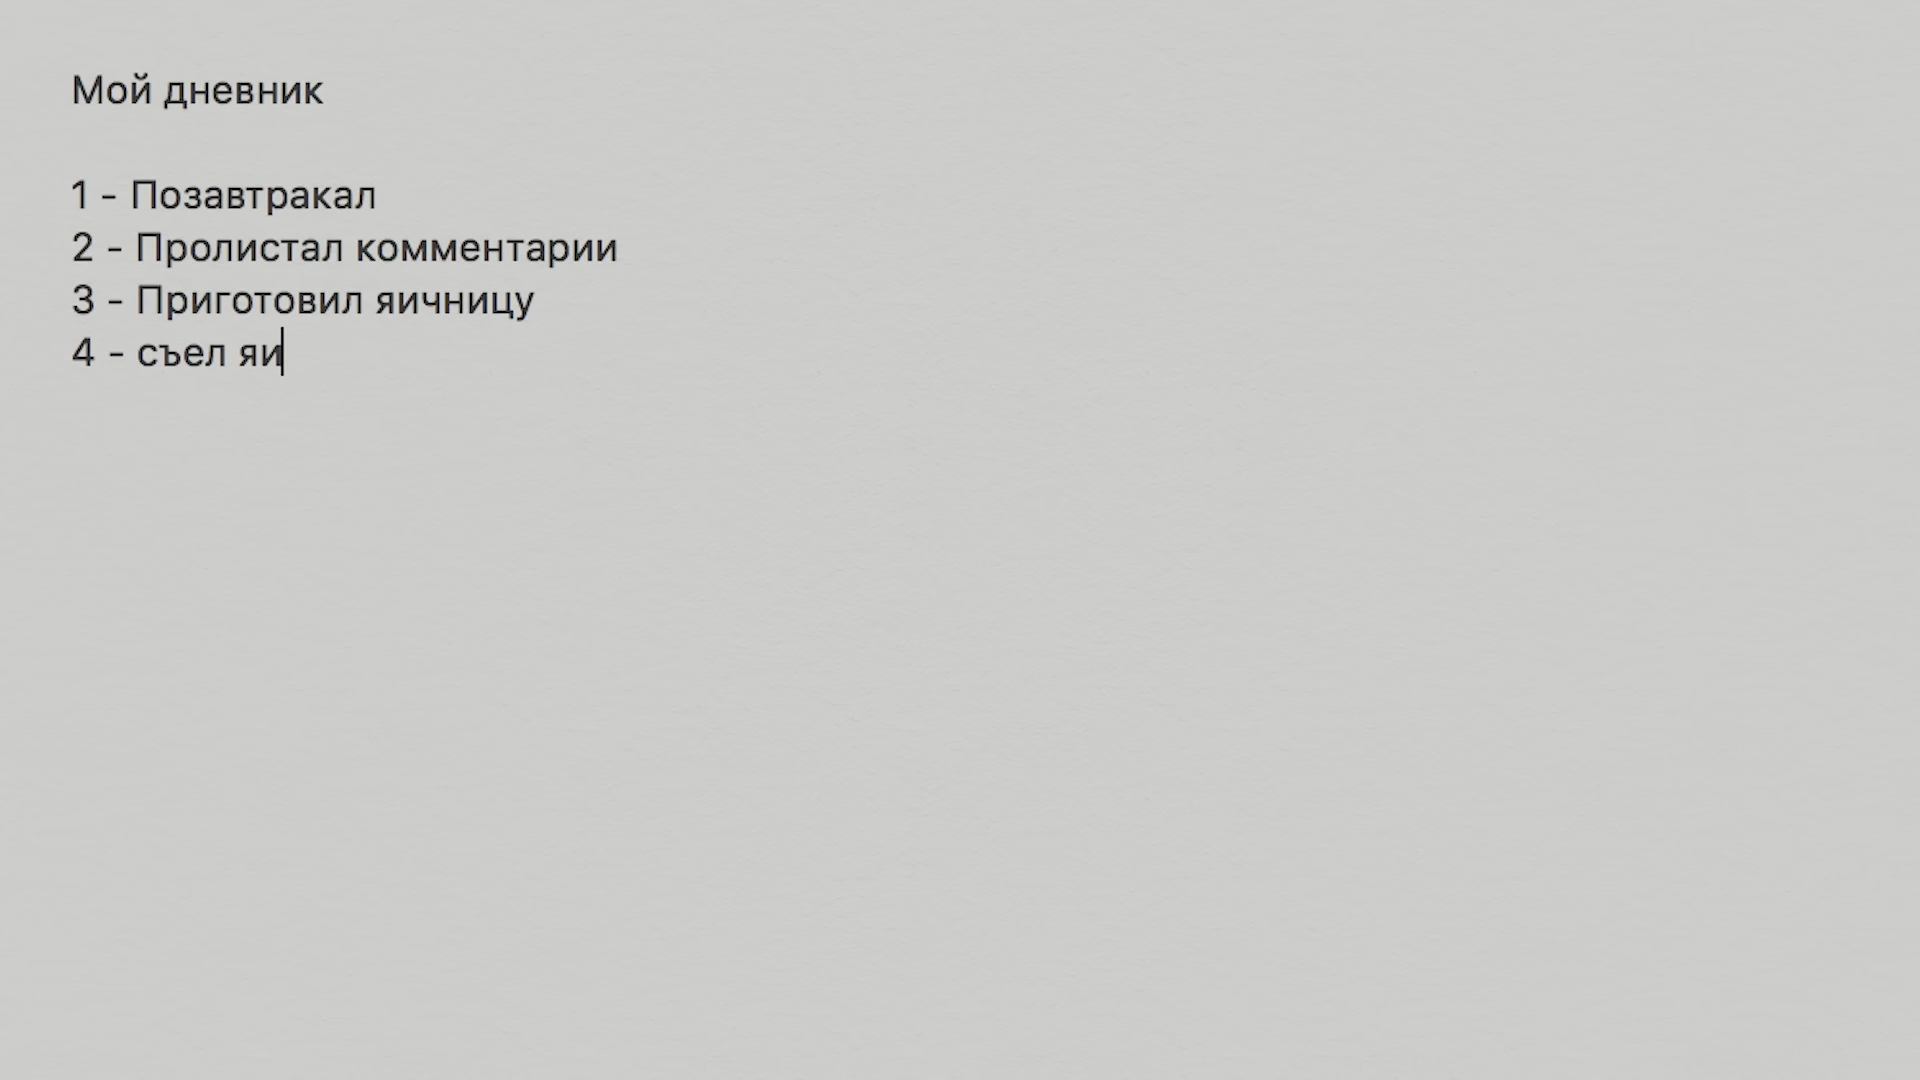 Мой дневник
1 - Позавтракал
2 - Пролистал комментарии
3 - Приготовил яичницу
4 - съел яи